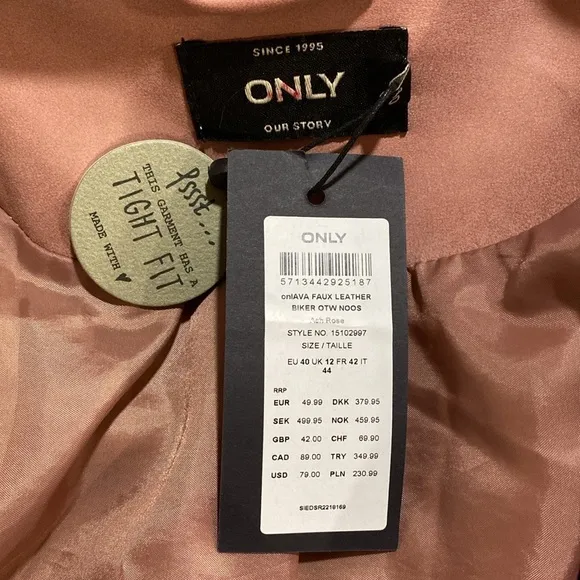 SINCE 1995
ONLY
OUR STORY
pssst...
THIS GARMENT HAS A
TIGHT FIT
MADE WITH
ONLY
5713442925187
onlAVA FAUX LEATHER
BIKER OTW NOOS
Ash Rose
STYLE NO. 15102997
SIZE / TAILLE
EU 40 UK 12 FR 42 IT
44
RRP
EUR 49.99 DKK 379.95
SEK 499.95 NOK 459.95
GBP 42.00 CHF 69.90
CAD 89.00 TRY 349.99
USD 79.00 PLN 230.99
SIEDSR2219169